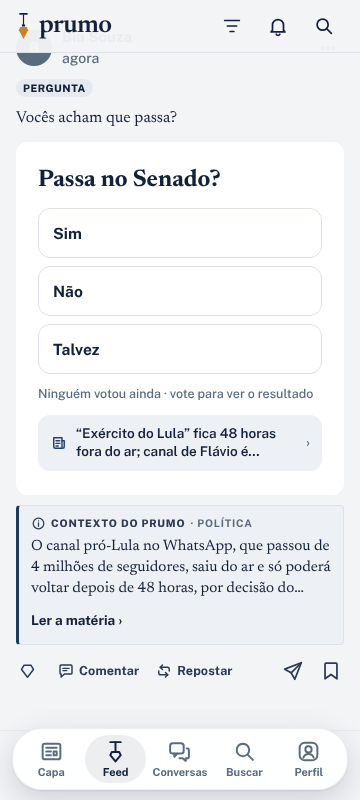 prumo
Bia Souza
agora
PERGUNTA
Vocês acham que passa?
Passa no Senado?
Sim
Não
Talvez
Ninguém votou ainda · vote para ver o resultado
“Exército do Lula” fica 48 horas
fora do ar; canal de Flávio é...
›
CONTEXTO DO PRUMO · POLÍTICA
O canal pró-Lula no WhatsApp, que passou de
4 milhões de seguidores, saiu do ar e só poderá
voltar depois de 48 horas, por decisão do...
Ler a matéria ›
Comentar Repostar
Capa Feed Conversas Buscar Perfil